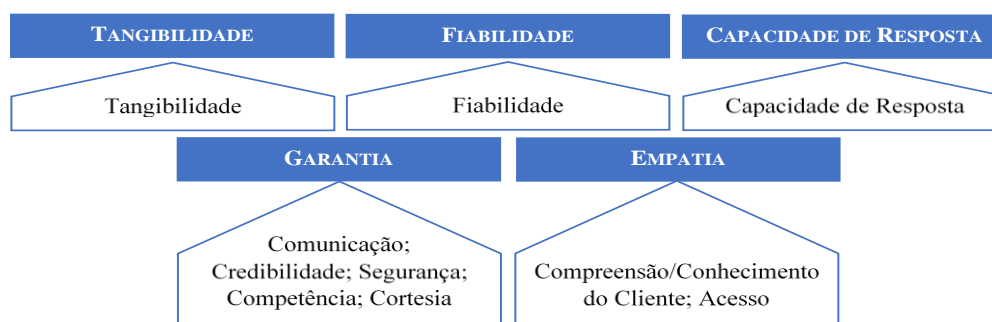 TANGIBILIDADE
FIABILIDADE
CAPACIDADE DE RESPOSTA
Tangibilidade
Fiabilidade
Capacidade de Resposta
GARANTIA
EMPATIA
Comunicação;
Credibilidade; Segurança;
Competência; Cortesia
Compreensão/Conhecimento
do Cliente; Acesso